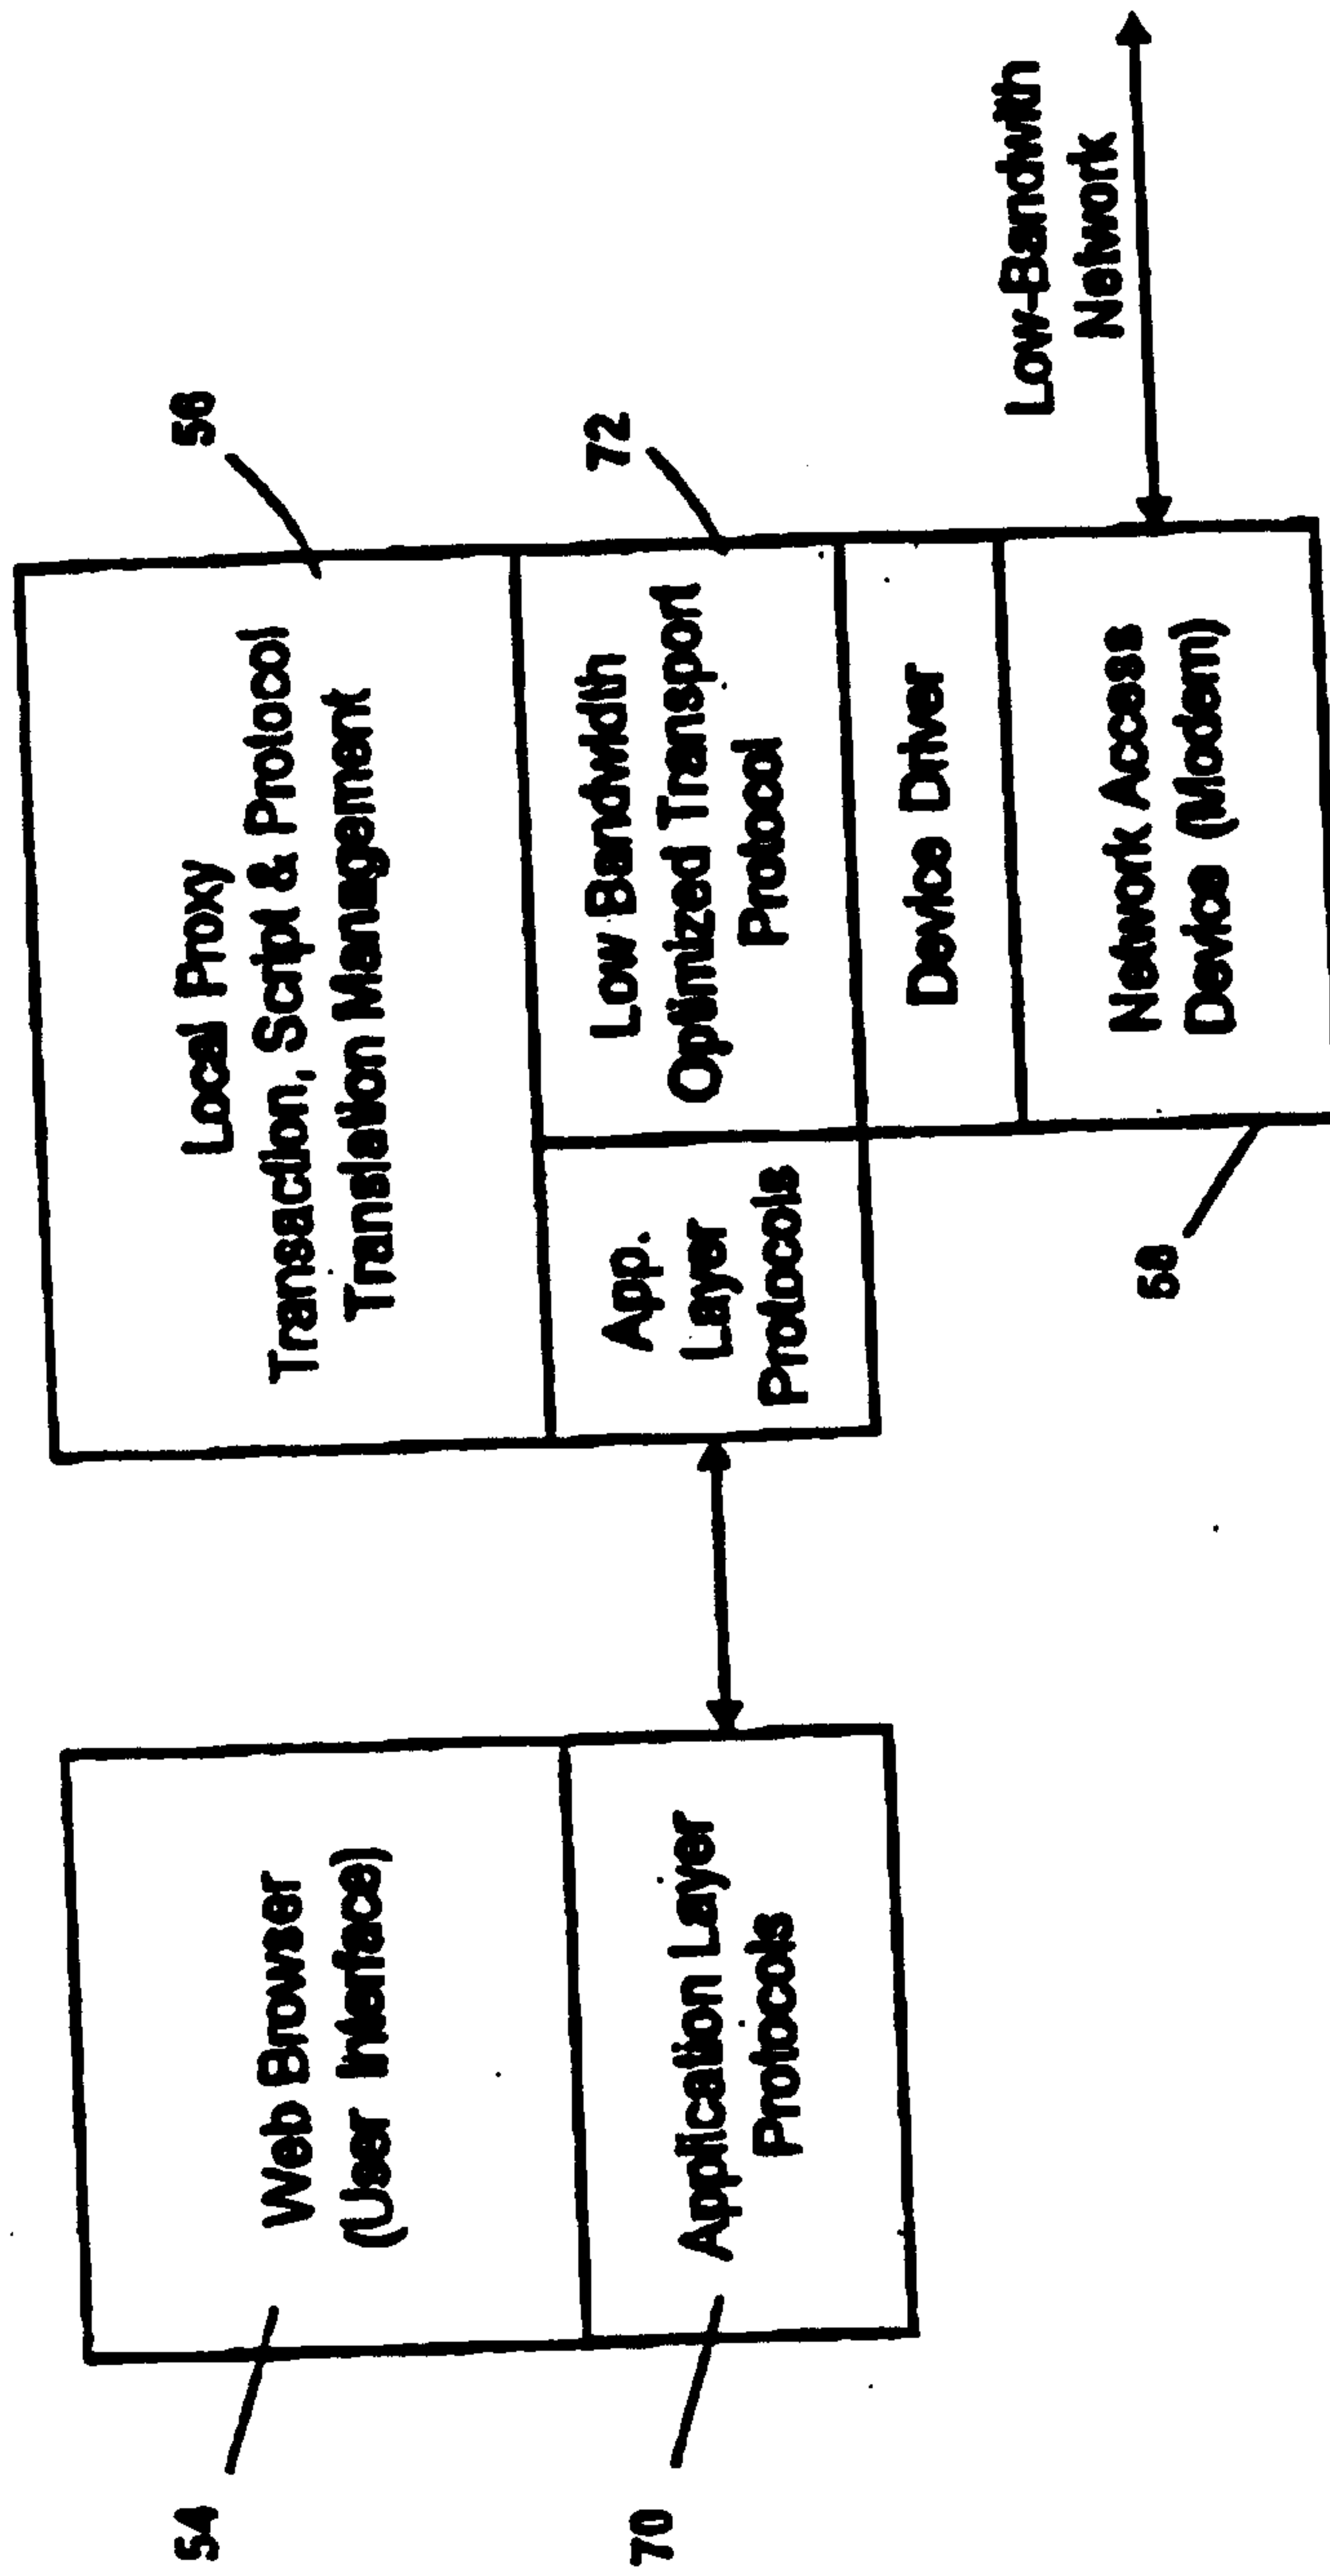 54
Web Browser
(User Interface)
70
Application Layer
Protocols
56
Local Proxy
Transaction, Script & Protocol
Translation Management
App.
Layer
Protocols
72
Low Bandwidth
Optimized Transport
Protocol
Device Driver
58
Network Access
Device (Modem)
Low-Bandwith
Network